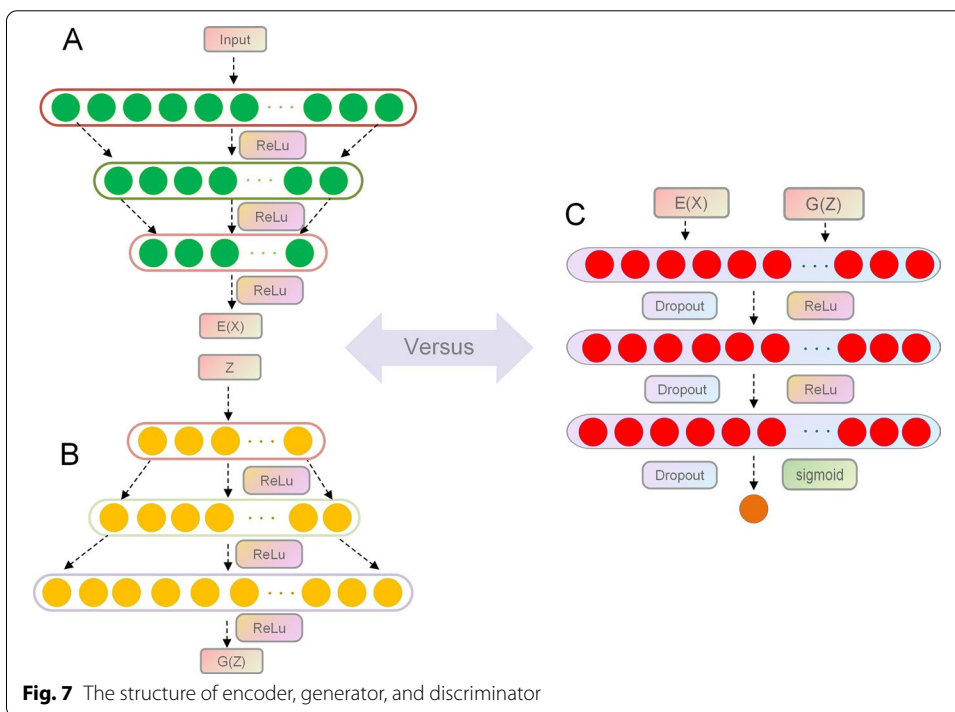 A
Input
ReLu
ReLu
ReLu
E(X)
Z
B
ReLu
ReLu
ReLu
G(Z)
Versus
C
E(X) G(Z)
Dropout ReLu
Dropout ReLu
Dropout sigmoid
Fig. 7 The structure of encoder, generator, and discriminator